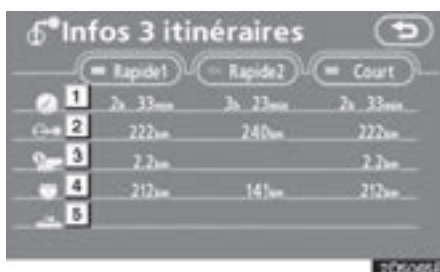 Infos 3 itinéraires
Rapide1 Rapide2 Court
1 2h 33min 3h 23min 2h 33min
2 222km 240km 222km
3 2.2km 2.2km
4 212km 141km 212km
5